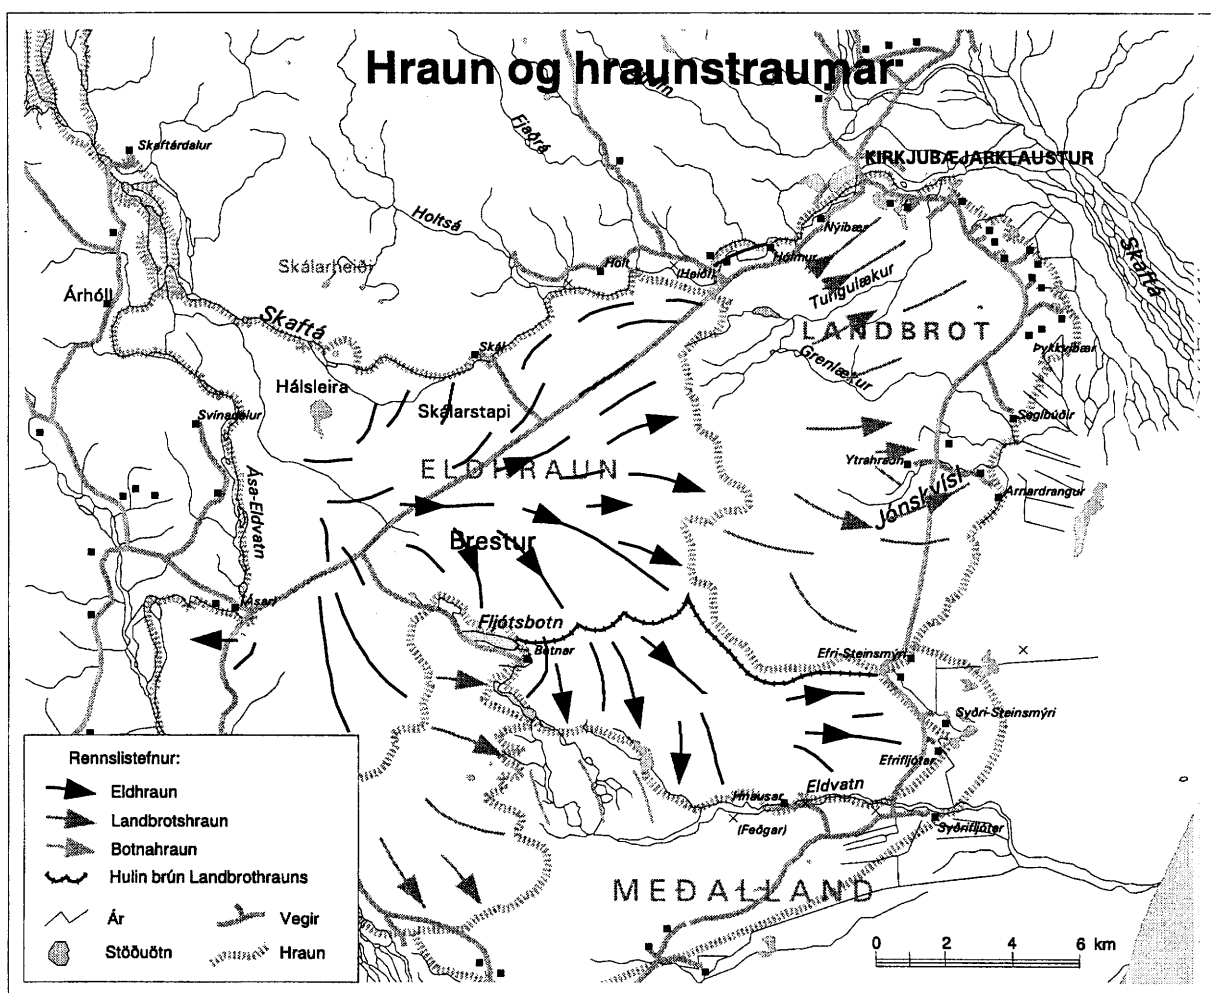 Hraun og hraunstraumar
Fjaðrá
Skaftárdalur
KIRKJUBÆJARKLAUSTUR
Holtsá
Nýibær
Skálarheiði
Holt
(Heiði)
Hólmur
Skaftá
Árhóll
Tungulækur
Skaftá
LANDBROT
Skál
Grenlækur
Þykkvibær
Hálsleira
Skálarstapi
Svínadalur
Seglbúðir
ELDHRAUN
Ytrahraun
Ása-Eldvatn
Jónskvísl
Arnardrangur
Brestur
(Ásar)
Fljótsbotn
Botnar
Efri-Steinsmýri
Syðri-Steinsmýri
Efrifljótar
Hnausar
Eldvatn
(Feðgar)
Syðrifljótar
MEÐALLAND
Rennslistefnur:
Eldhraun
Landbrotshraun
Botnahraun
Hulin brún Landbrothrauns
Ár
Vegir
Stöðuötn
Hraun
0 2 4 6 km